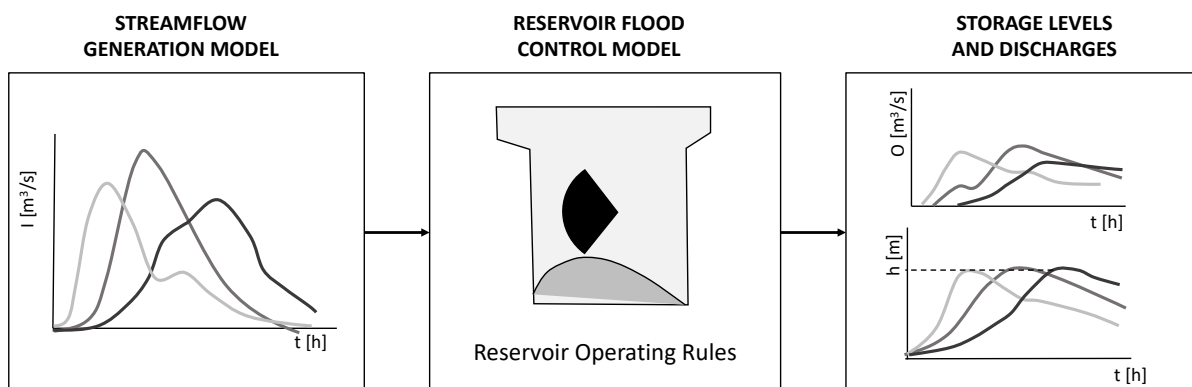 STREAMFLOW
GENERATION MODEL
I [m³/s]
t [h]
RESERVOIR FLOOD
CONTROL MODEL
Reservoir Operating Rules
STORAGE LEVELS
AND DISCHARGES
O [m³/s]
t [h]
h [m]
t [h]